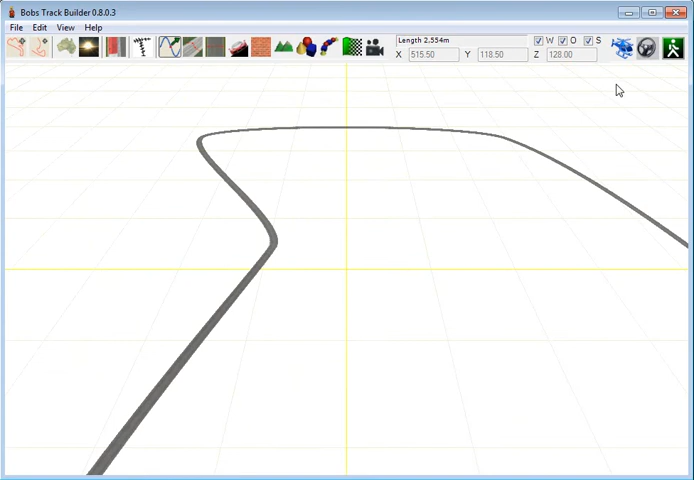 Bobs Track Builder 0.8.0.3
File Edit View Help
Length 2,554m
W O S
X 515.50 Y 118.50 Z 128.00